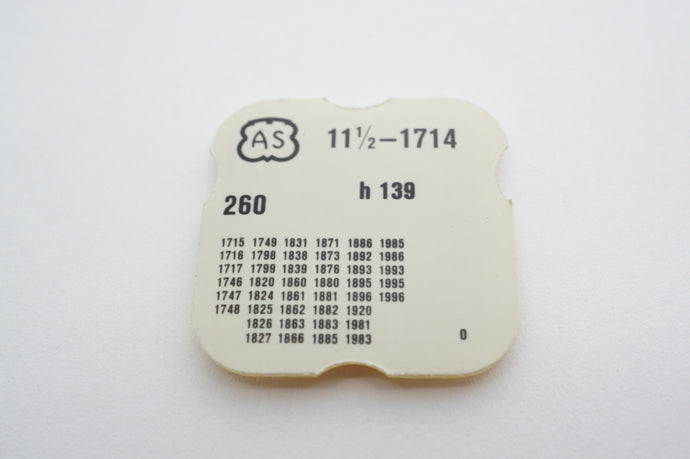 AS 11 1/2-1714
h 139
260
1715 1749 1831 1871 1886 1985
1716 1798 1838 1873 1892 1986
1717 1799 1839 1876 1893 1993
1746 1820 1860 1880 1895 1995
1747 1824 1861 1881 1896 1996
1748 1825 1862 1882 1920
1826 1863 1883 1981
1827 1866 1885 1983
0